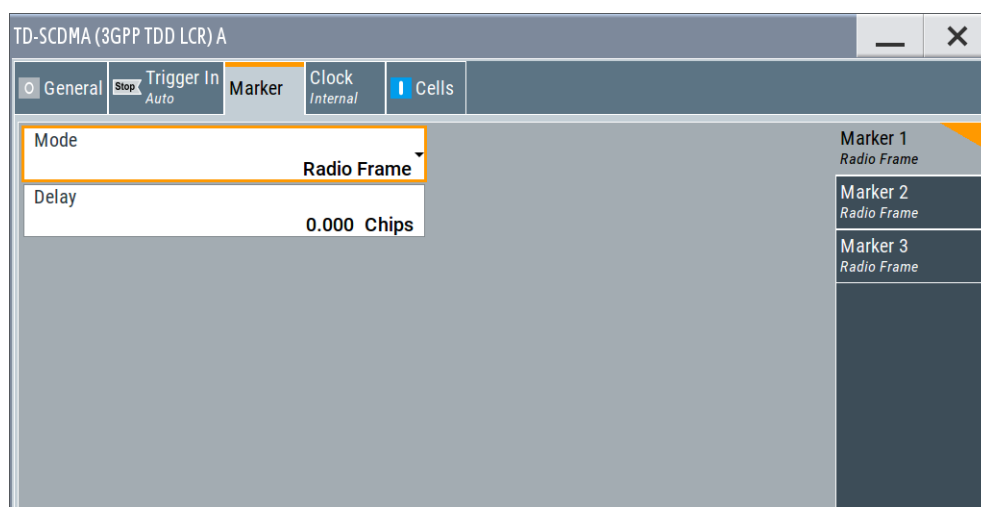 TD-SCDMA (3GPP TDD LCR) A
O General
Stop
Trigger In
Auto
Marker
Clock
Internal
I Cells
Mode
Radio Frame
Delay
0.000 Chips
Marker 1
Radio Frame
Marker 2
Radio Frame
Marker 3
Radio Frame